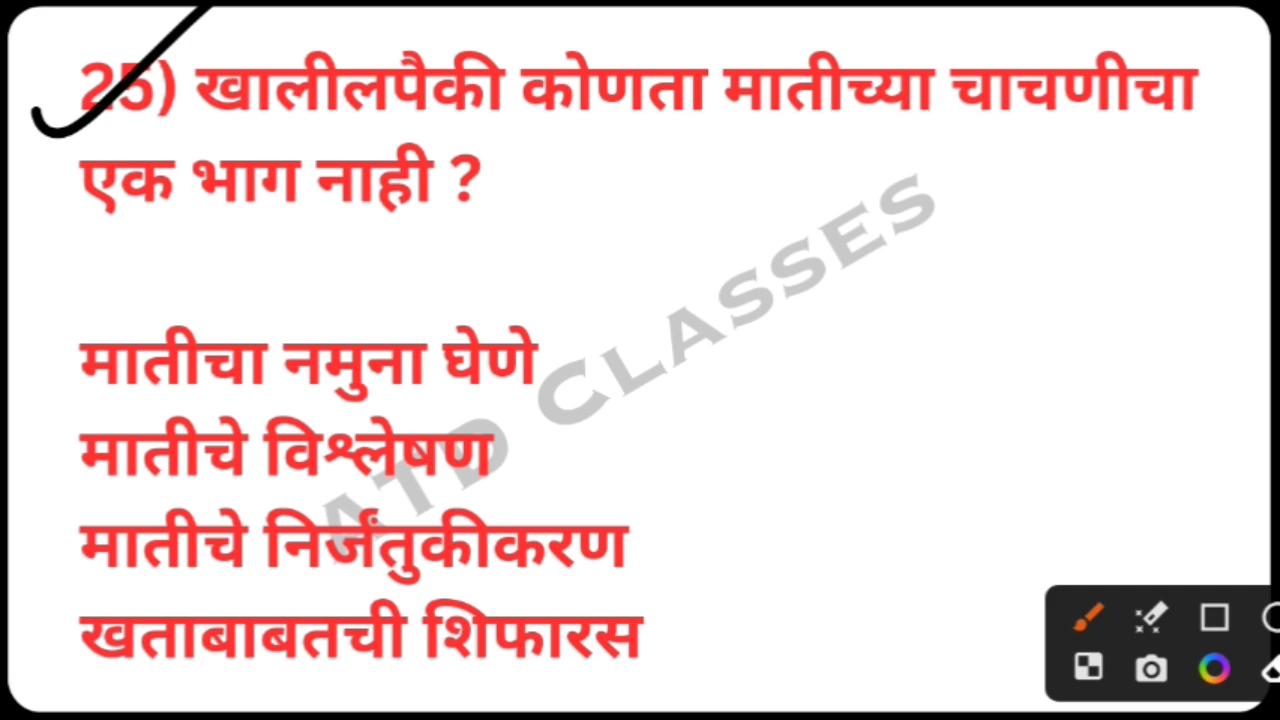 25) खालीलपैकी कोणता मातीच्या चाचणीचा
एक भाग नाही ?
मातीचा नमुना घेणे
मातीचे विश्लेषण
मातीचे निर्जंतुकीकरण
खताबाबतची शिफारस
ATD CLASSES